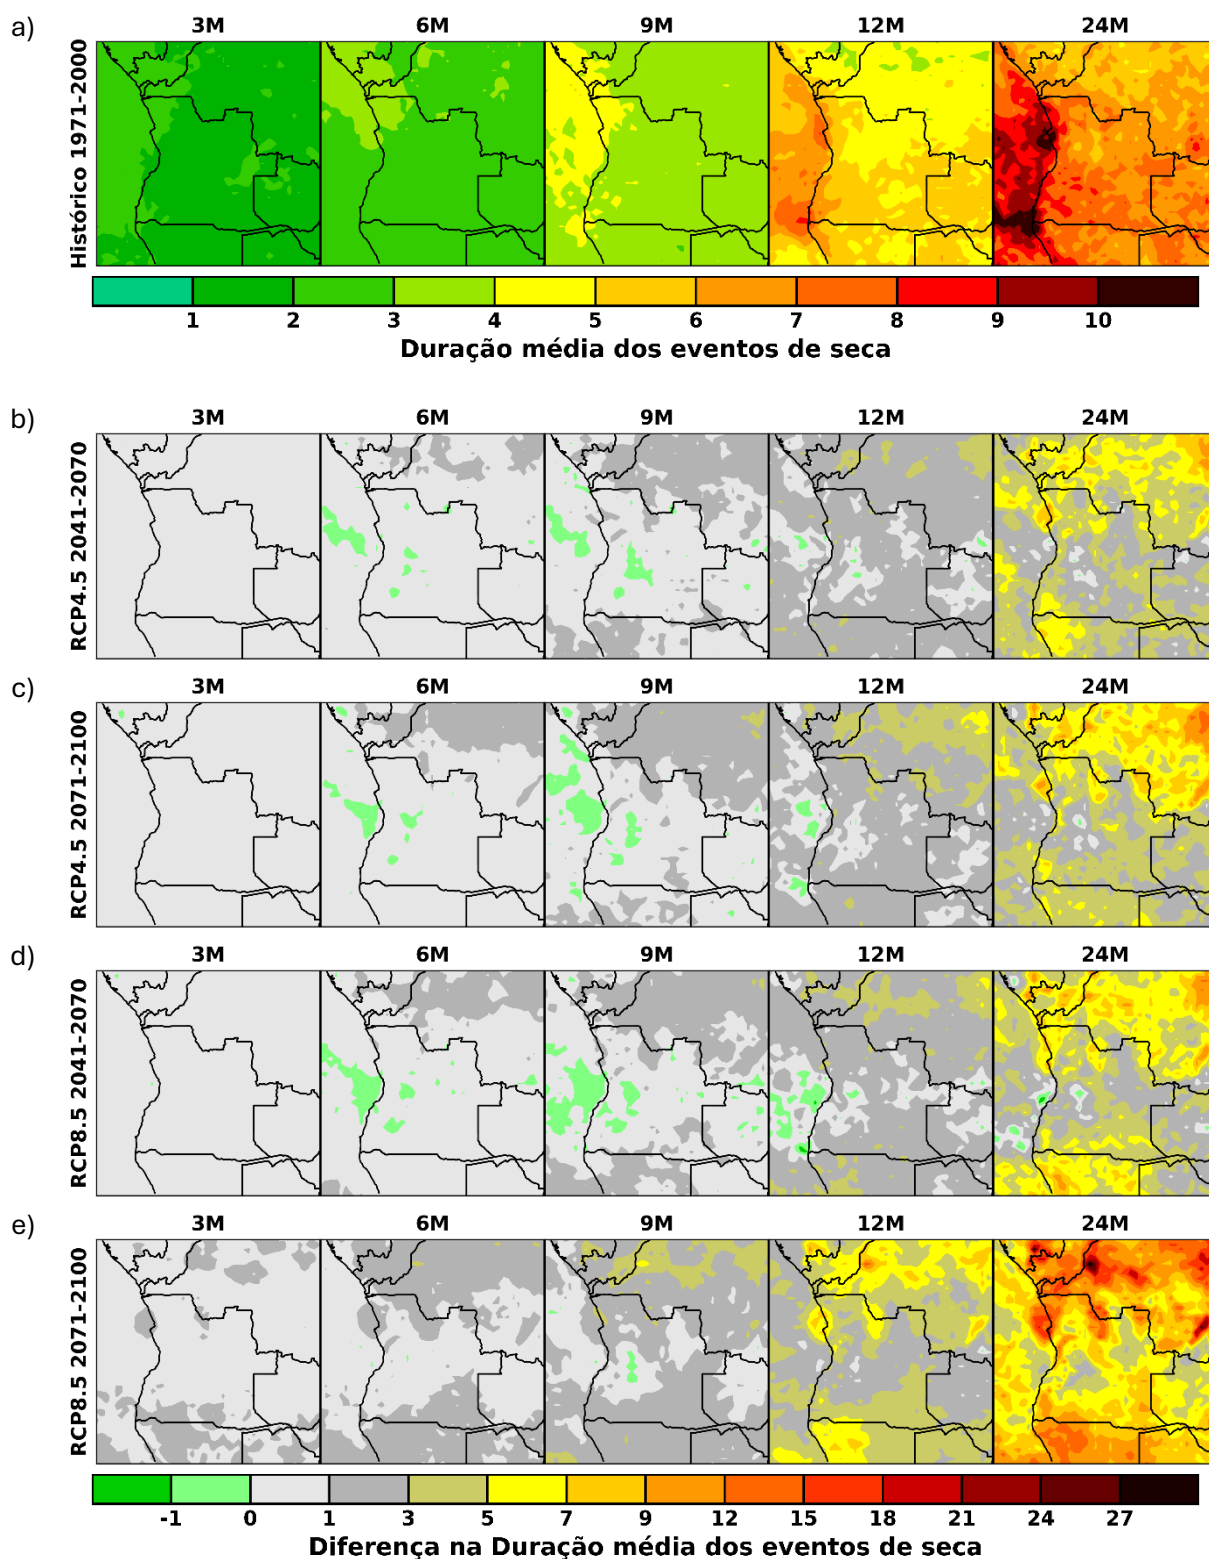 a)
3M 6M 9M 12M 24M
Histórico 1971-2000
1 2 3 4 5 6 7 8 9 10
Duração média dos eventos de seca
b)
3M 6M 9M 12M 24M
RCP4.5 2041-2070
c)
3M 6M 9M 12M 24M
RCP4.5 2071-2100
d)
3M 6M 9M 12M 24M
RCP8.5 2041-2070
e)
3M 6M 9M 12M 24M
RCP8.5 2071-2100
-1 0 1 3 5 7 9 12 15 18 21 24 27
Diferença na Duração média dos eventos de seca